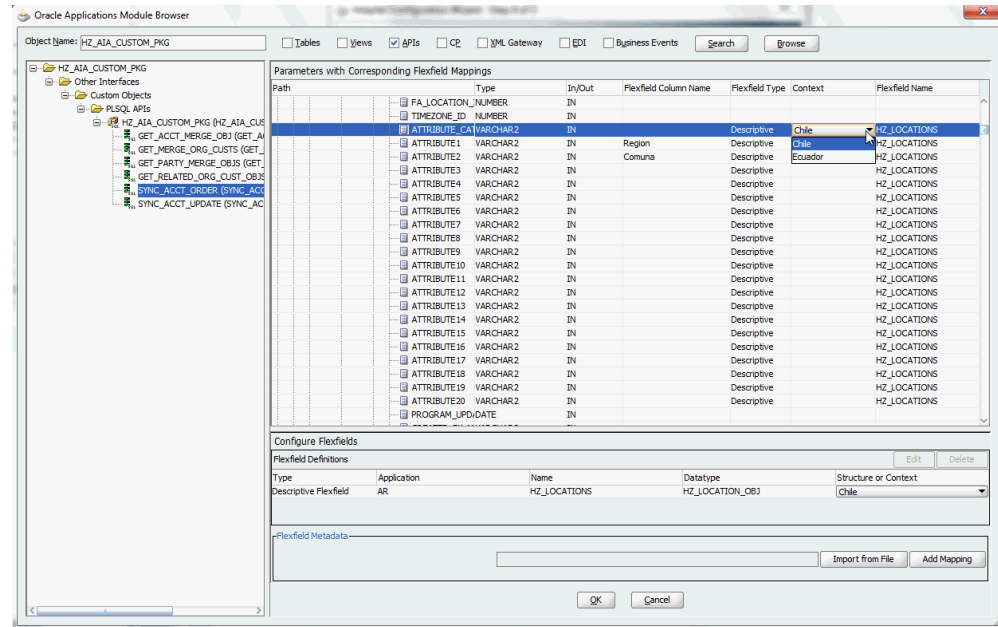 Oracle Applications Module Browser
Object Name: HZ_AIA_CUSTOM_PKG Tables Views APIs CP XML Gateway EDI Business Events Search Browse
HZ_AIA_CUSTOM_PKG
Other Interfaces
Custom Objects
PLSQL APIs
HZ_AIA_CUSTOM_PKG (HZ_AIA_CUS
GET_ACCT_MERGE_OBJ (GET_A
GET_MERGE_ORG_CUSTS (GET_
GET_PARTY_MERGE_OBJS (GET_
GET_RELATED_ORG_CUST_OBJS
SYNC_ACCT_ORDER (SYNC_ACC
SYNC_ACCT_UPDATE (SYNC_AC
Parameters with Corresponding Flexfield Mappings
Path Type In/Out Flexfield Column Name Flexfield Type Context Flexfield Name
FA_LOCATION_ NUMBER IN
TIMEZONE_ID NUMBER IN
ATTRIBUTE_CAT VARCHAR2 Descriptive Chile HZ_LOCATIONS
ATTRIBUTE1 VARCHAR2 IN Region Descriptive Chile HZ_LOCATIONS
ATTRIBUTE2 VARCHAR2 IN Comuna Descriptive Ecuador HZ_LOCATIONS
ATTRIBUTE3 VARCHAR2 IN Descriptive HZ_LOCATIONS
ATTRIBUTE4 VARCHAR2 IN Descriptive HZ_LOCATIONS
ATTRIBUTE5 VARCHAR2 IN Descriptive HZ_LOCATIONS
ATTRIBUTE6 VARCHAR2 IN Descriptive HZ_LOCATIONS
ATTRIBUTE7 VARCHAR2 IN Descriptive HZ_LOCATIONS
ATTRIBUTE8 VARCHAR2 IN Descriptive HZ_LOCATIONS
ATTRIBUTE9 VARCHAR2 IN Descriptive HZ_LOCATIONS
ATTRIBUTE10 VARCHAR2 IN Descriptive HZ_LOCATIONS
ATTRIBUTE11 VARCHAR2 IN Descriptive HZ_LOCATIONS
ATTRIBUTE12 VARCHAR2 IN Descriptive HZ_LOCATIONS
ATTRIBUTE13 VARCHAR2 IN Descriptive HZ_LOCATIONS
ATTRIBUTE14 VARCHAR2 IN Descriptive HZ_LOCATIONS
ATTRIBUTE15 VARCHAR2 IN Descriptive HZ_LOCATIONS
ATTRIBUTE16 VARCHAR2 IN Descriptive HZ_LOCATIONS
ATTRIBUTE17 VARCHAR2 IN Descriptive HZ_LOCATIONS
ATTRIBUTE18 VARCHAR2 IN Descriptive HZ_LOCATIONS
ATTRIBUTE19 VARCHAR2 IN Descriptive HZ_LOCATIONS
ATTRIBUTE20 VARCHAR2 IN Descriptive HZ_LOCATIONS
PROGRAM_UPD DATE IN
Configure Flexfields
Flexfield Definitions Edit Delete
Type Application Name Datatype Structure or Context
Descriptive Flexfield AR HZ_LOCATIONS HZ_LOCATION_OBJ Chile
Flexfield Metadata
Import from File Add Mapping
OK Cancel